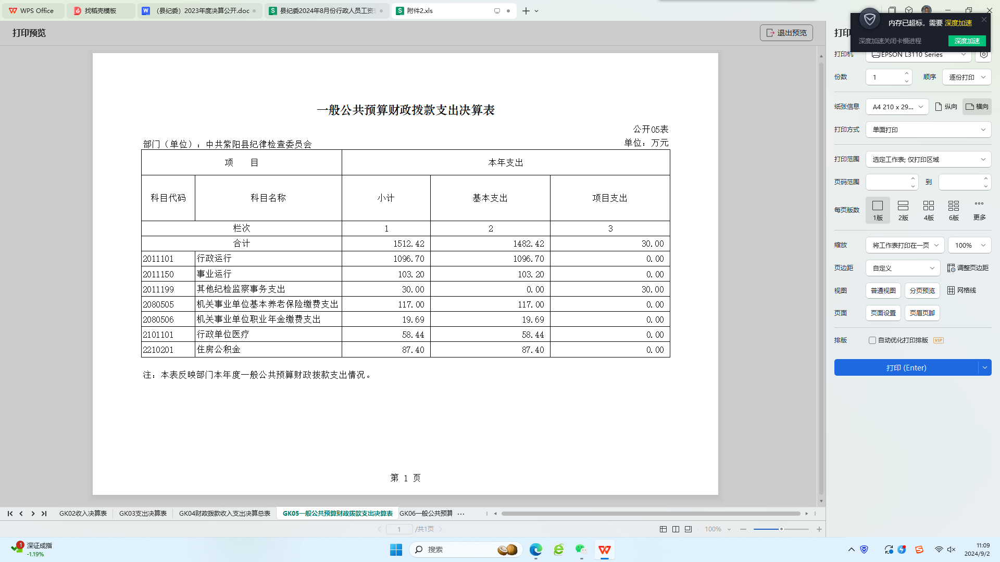 WPS Office
找稻壳模板
（县纪委）2023年度决算公开.doc
县纪委2024年8月份行政人员工资
附件2.xls
内存已超标，需要 深度加速
深度加速关闭卡慢进程
深度加速
打印预览
退出预览
打印机
EPSON L3110 Series
份数
1
顺序
逐份打印
纸张信息
A4 210 x 29...
纵向
横向
打印方式
单面打印
打印范围
选定工作表; 仅打印区域
页码范围
到
每页版数
1版
2版
4版
6版
更多
缩放
将工作表打印在一页
100%
页边距
自定义
调整页边距
视图
普通视图
分页预览
网格线
页面
页面设置
页眉页脚
排版
自动优化打印排版
VIP
打印 (Enter)
一般公共预算财政拨款支出决算表
公开05表
部门（单位）：中共紫阳县纪律检查委员会
单位：万元
项 目 本年支出
科目代码 科目名称 小计 基本支出 项目支出
栏次 1 2 3
合计 1512.42 1482.42 30.00
2011101 行政运行 1096.70 1096.70 0.00
2011150 事业运行 103.20 103.20 0.00
2011199 其他纪检监察事务支出 30.00 0.00 30.00
2080505 机关事业单位基本养老保险缴费支出 117.00 117.00 0.00
2080506 机关事业单位职业年金缴费支出 19.69 19.69 0.00
2101101 行政单位医疗 58.44 58.44 0.00
2210201 住房公积金 87.40 87.40 0.00
注：本表反映部门本年度一般公共预算财政拨款支出情况。
第 1 页
GK02收入决算表
GK03支出决算表
GK04财政拨款收入支出决算总表
GK05一般公共预算财政拨款支出决算表
GK06一般公共预算
1
/共1页
100%
1
深证成指
-1.19%
搜索
11:09
2024/9/2